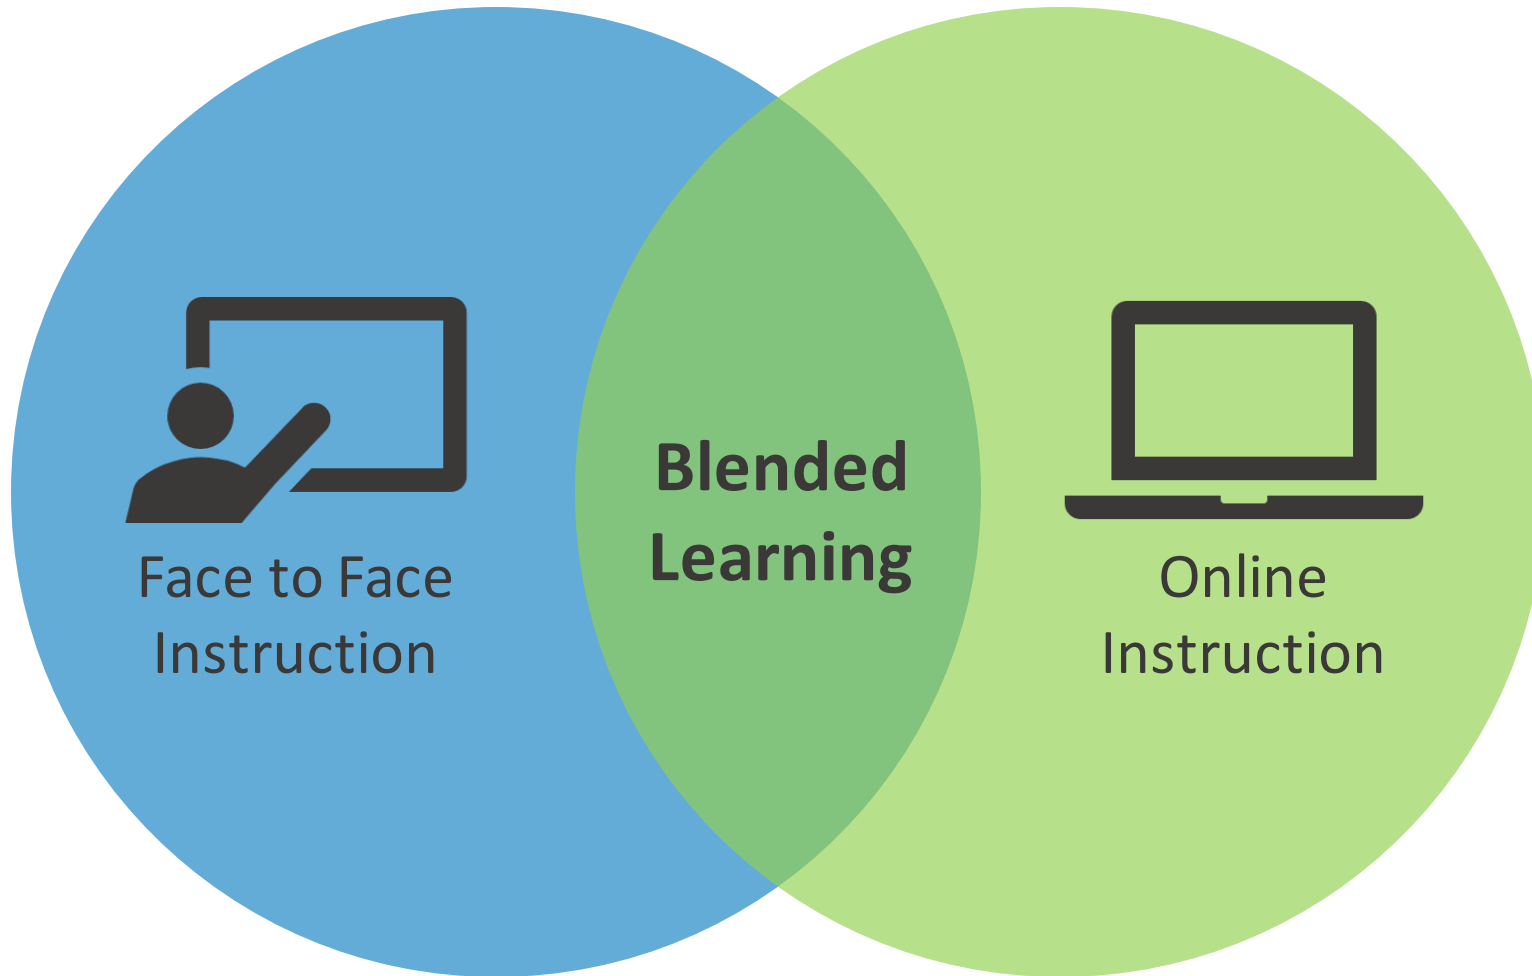 Face to Face
Instruction
Blended
Learning
Online
Instruction